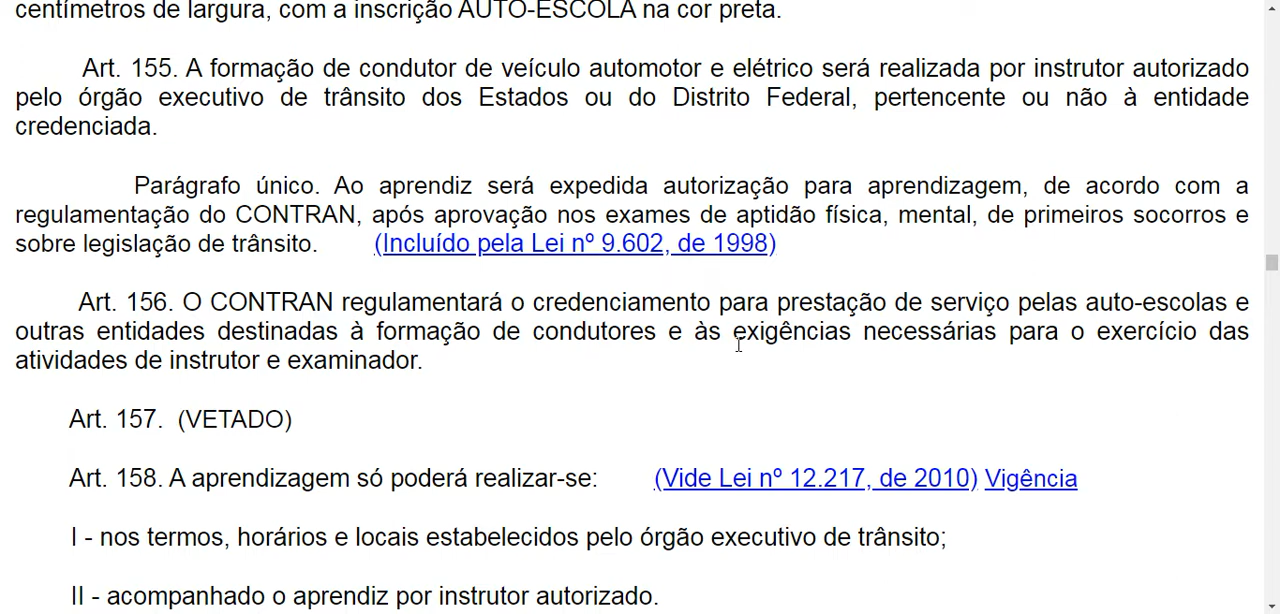 centímetros de largura, com a inscrição AUTO-ESCOLA na cor preta.
Art. 155. A formação de condutor de veículo automotor e elétrico será realizada por instrutor autorizado
pelo órgão executivo de trânsito dos Estados ou do Distrito Federal, pertencente ou não à entidade
credenciada.
Parágrafo único. Ao aprendiz será expedida autorização para aprendizagem, de acordo com a
regulamentação do CONTRAN, após aprovação nos exames de aptidão física, mental, de primeiros socorros e
sobre legislação de trânsito. (Incluído pela Lei nº 9.602, de 1998)
Art. 156. O CONTRAN regulamentará o credenciamento para prestação de serviço pelas auto-escolas e
outras entidades destinadas à formação de condutores e às exigências necessárias para o exercício das
atividades de instrutor e examinador.
Art. 157. (VETADO)
Art. 158. A aprendizagem só poderá realizar-se: (Vide Lei nº 12.217, de 2010) Vigência
I - nos termos, horários e locais estabelecidos pelo órgão executivo de trânsito;
II - acompanhado o aprendiz por instrutor autorizado.